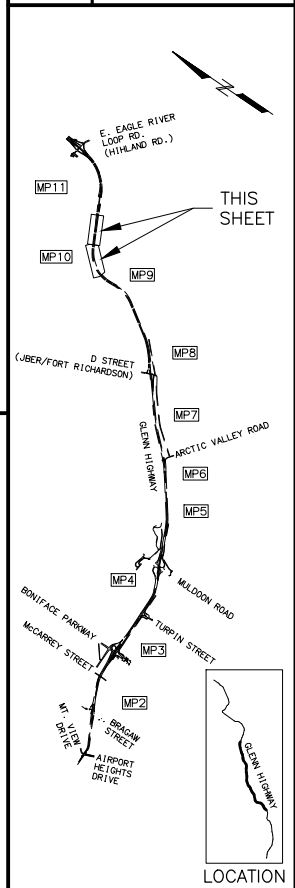 N
E. EAGLE RIVER
LOOP RD.
(HIHLAND RD.)
MP11
THIS
SHEET
MP10
MP9
MP8
D STREET
(JBER/FORT RICHARDSON)
MP7
GLENN HIGHWAY
ARCTIC VALLEY ROAD
MP6
MP5
MP4
MULDOON ROAD
BONIFACE PARKWAY
TURPIN STREET
McCARREY STREET
MP3
MP2
MT. VIEW
DRIVE
BRAGAW
STREET
AIRPORT
HEIGHTS
DRIVE
GLENN HIGHWAY
LOCATION